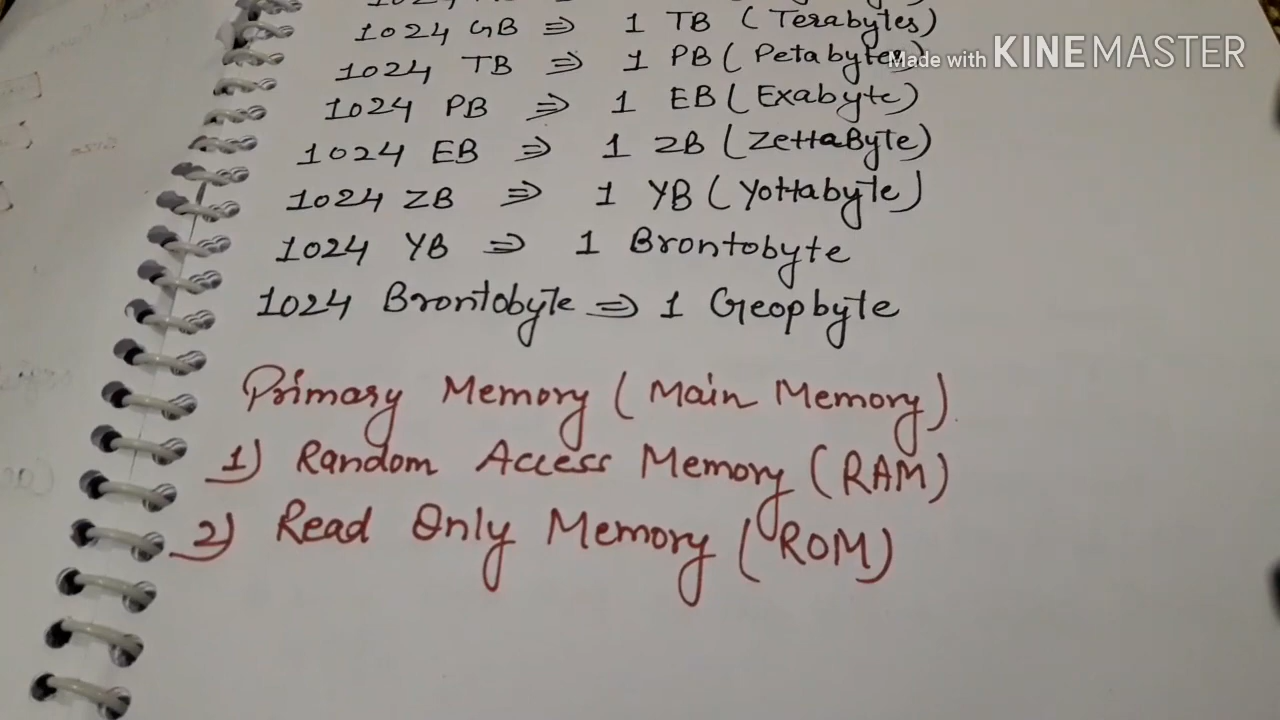 1024 GB ⇒ 1 TB (Terabytes)
1024 TB ⇒ 1 PB (Petabytes)
Made with KINEMASTER
1024 PB ⇒ 1 EB (Exabyte)
1024 EB ⇒ 1 ZB (ZettaByte)
1024 ZB ⇒ 1 YB (Yottabyte)
1024 YB ⇒ 1 Brontobyte
1024 Brontobyte ⇒ 1 Geopbyte
Primary Memory (Main Memory)
1) Random Access Memory (RAM)
2) Read Only Memory (ROM)